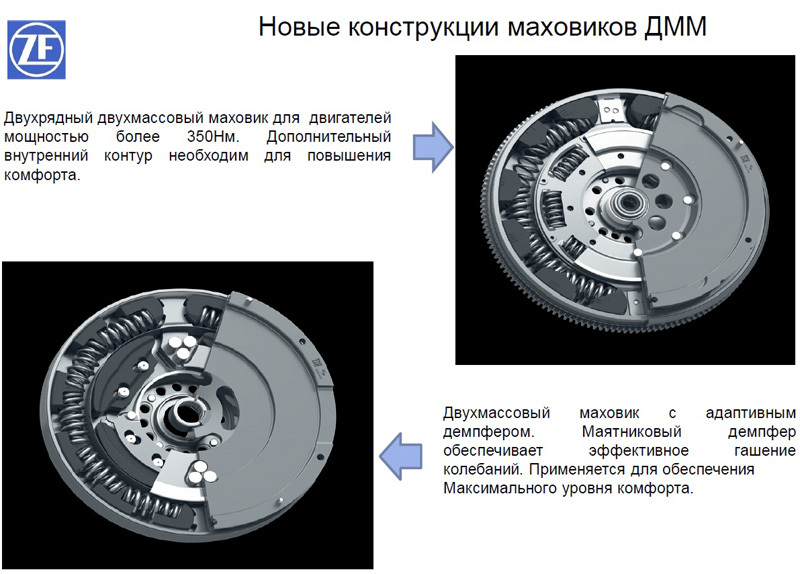 ZF
Новые конструкции маховиков ДММ
Двухрядный двухмассовый маховик для двигателей
мощностью более 350Нм. Дополнительный
внутренний контур необходим для повышения
комфорта.
Двухмассовый маховик с адаптивным
демпфером. Маятниковый демпфер
обеспечивает эффективное гашение
колебаний. Применяется для обеспечения
Максимального уровня комфорта.